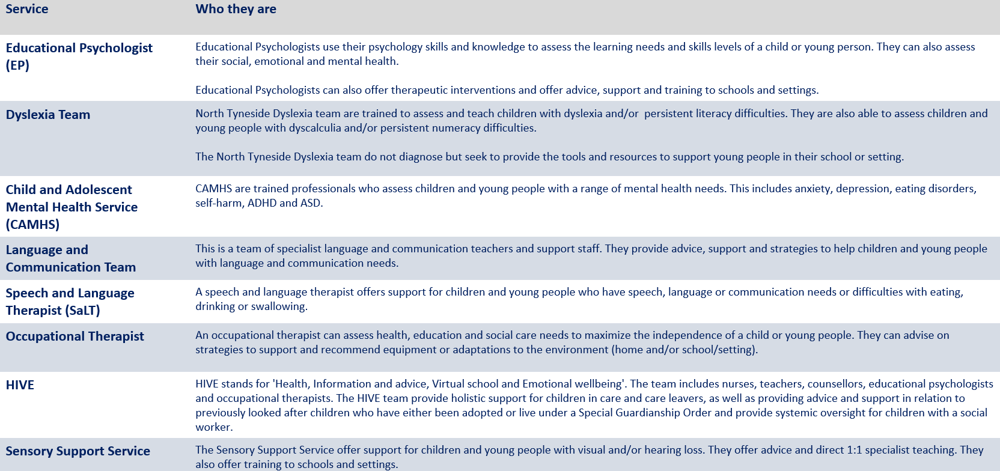 Service
Who they are
Educational Psychologist
(EP)
Educational Psychologists use their psychology skills and knowledge to assess the learning needs and skills levels of a child or young person. They can also assess
their social, emotional and mental health.
Educational Psychologists can also offer therapeutic interventions and offer advice, support and training to schools and settings.
Dyslexia Team
North Tyneside Dyslexia team are trained to assess and teach children with dyslexia and/or  persistent literacy difficulties. They are also able to assess children and
young people with dyscalculia and/or persistent numeracy difficulties.
The North Tyneside Dyslexia team do not diagnose but seek to provide the tools and resources to support young people in their school or setting.
Child and Adolescent
Mental Health Service
(CAMHS)
CAMHS are trained professionals who assess children and young people with a range of mental health needs. This includes anxiety, depression, eating disorders,
self-harm, ADHD and ASD.
Language and
Communication Team
This is a team of specialist language and communication teachers and support staff. They provide advice, support and strategies to help children and young people
with language and communication needs.
Speech and Language
Therapist (SaLT)
A speech and language therapist offers support for children and young people who have speech, language or communication needs or difficulties with eating,
drinking or swallowing.
Occupational Therapist
An occupational therapist can assess health, education and social care needs to maximize the independence of a child or young people. They can advise on
strategies to support and recommend equipment or adaptations to the environment (home and/or school/setting).
HIVE
HIVE stands for 'Health, Information and advice, Virtual school and Emotional wellbeing'. The team includes nurses, teachers, counsellors, educational psychologists
and occupational therapists. The HIVE team provide holistic support for children in care and care leavers, as well as providing advice and support in relation to
previously looked after children who have either been adopted or live under a Special Guardianship Order and provide systemic oversight for children with a social
worker.
Sensory Support Service
The Sensory Support Service offer support for children and young people with visual and/or hearing loss. They offer advice and direct 1:1 specialist teaching. They
also offer training to schools and settings.